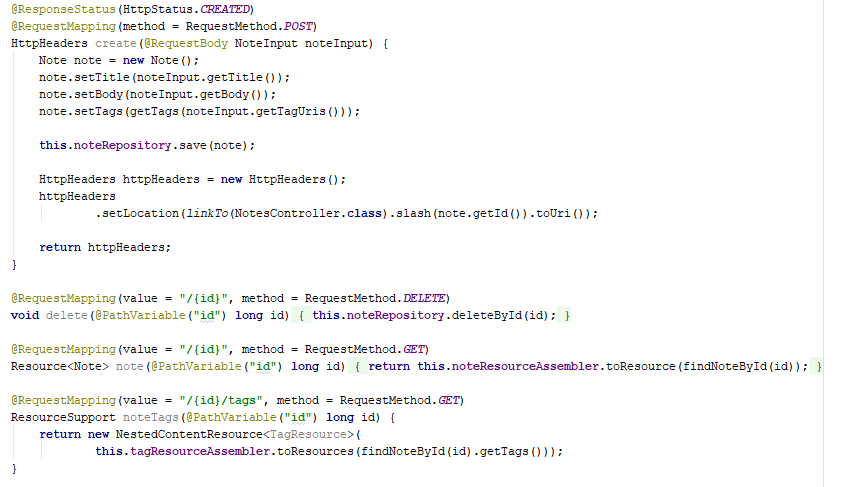 @ResponseStatus(HttpStatus.CREATED)
@RequestMapping(method = RequestMethod.POST)
HttpHeaders create(@RequestBody NoteInput noteInput) {
    Note note = new Note();
    note.setTitle(noteInput.getTitle());
    note.setBody(noteInput.getBody());
    note.setTags(getTags(noteInput.getTagUris()));

    this.noteRepository.save(note);

    HttpHeaders httpHeaders = new HttpHeaders();
    httpHeaders
            .setLocation(linkTo(NotesController.class).slash(note.getId()).toUri());

    return httpHeaders;
}

@RequestMapping(value = "/{id}", method = RequestMethod.DELETE)
void delete(@PathVariable("id") long id) { this.noteRepository.deleteById(id); }

@RequestMapping(value = "/{id}", method = RequestMethod.GET)
Resource<Note> note(@PathVariable("id") long id) { return this.noteResourceAssembler.toResource(findNoteById(id)); }

@RequestMapping(value = "/{id}/tags", method = RequestMethod.GET)
ResourceSupport noteTags(@PathVariable("id") long id) {
    return new NestedContentResource<TagResource>(
            this.tagResourceAssembler.toResources(findNoteById(id).getTags()));
}